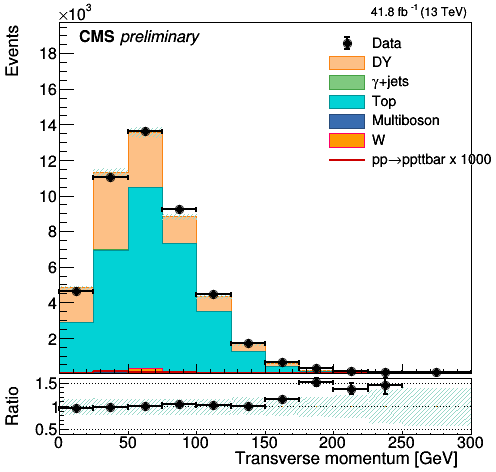 ×10³
41.8 fb⁻¹ (13 TeV)
CMS preliminary
Events
Data
DY
γ+jets
Top
Multiboson
W
pp→ppttbar x 1000
18
16
14
12
10
8
6
4
2
Ratio
1.5
1
0.5
0 50 100 150 200 250 300
Transverse momentum [GeV]